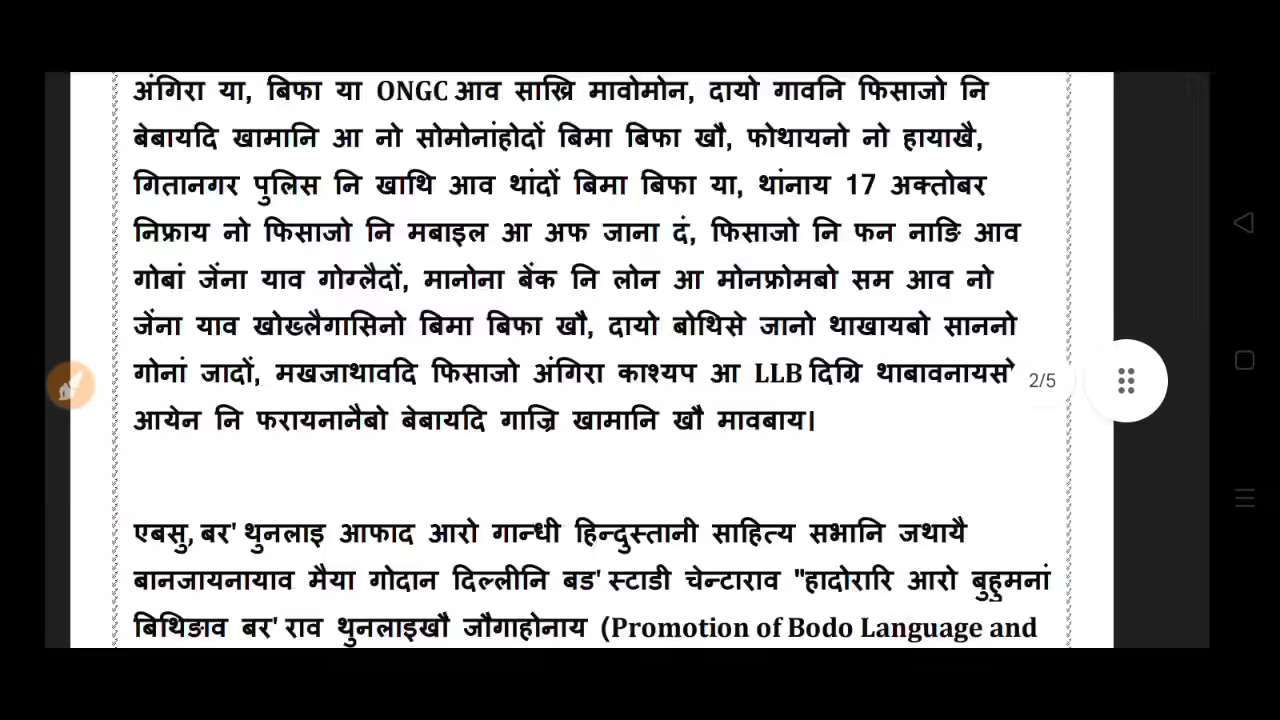 अंगिरा या, बिफा या ONGC आव साख्रि मावोमोन, दायो गावनि फिसाजो नि
बेबायदि खामानि आ नो सोमोनांहोदों बिमा बिफा खौ, फोथायनो नो हायाखै,
गितानगर पुलिस नि खाथि आव थांदों बिमा बिफा या, थांनाय 17 अक्तोबर
निफ्राय नो फिसाजो नि मबाइल आ अफ जाना दं, फिसाजो नि फन नाङि आव
गोबां जेंना याव गोग्लैदों, मानोना बेंक नि लोन आ मोनफ्रोमबो सम आव नो
जेंना याव खोख्लैगासिनो बिमा बिफा खौ, दायो बोथिसे जानो थाखायबो साननो
गोनां जादों, मखजाथावदि फिसाजो अंगिरा काश्यप आ LLB दिग्रि थाबावनायसो
2/5
आयेन नि फरायनानैबो बेबायदि गाज्रि खामानि खौ मावबाय।
एबसु, बर' थुनलाइ आफाद आरो गान्धी हिन्दुस्तानी साहित्य सभानि जथायै
बानजायनायाव मैया गोदान दिल्लीनि बड' स्टाडी चेन्टाराव "हादोरारि आरो बुहुमनां
बिथिङाव बर' राव थुनलाइखौ जौगाहोनाय (Promotion of Bodo Language and